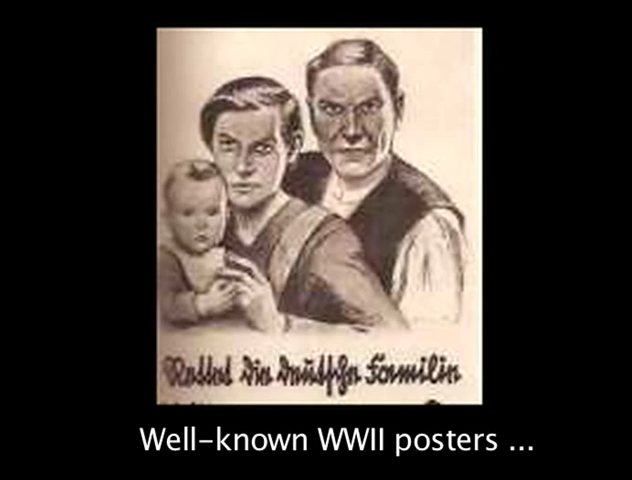 Rettet die deutsche Familie
Well-known WWII posters ...